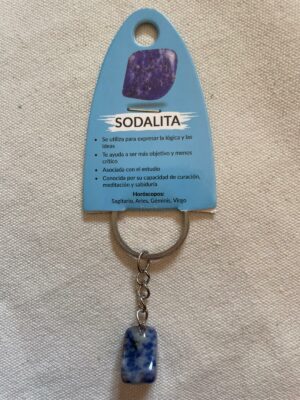 SODALITA
• Se utiliza para expresar la lógica y las
ideas
• Te ayuda a ser más objetivo y menos
crítico
• Asociada con el estudio
• Conocida por su capacidad de curación,
meditación y sabiduría
Horóscopos:
Sagitario, Aries, Géminis, Virgo